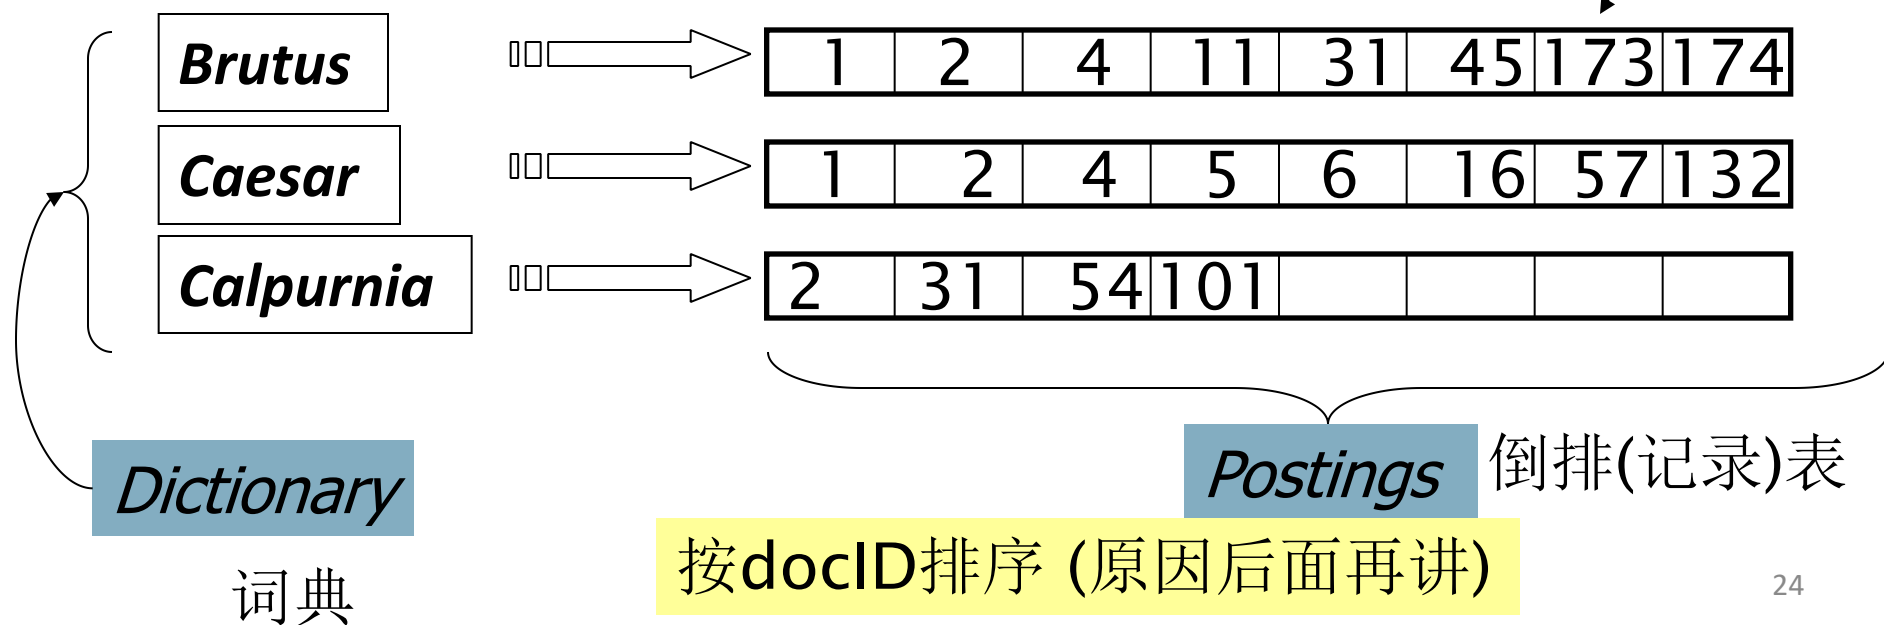 Brutus 1 2 4 11 31 45 173 174
Caesar 1 2 4 5 6 16 57 132
Calpurnia 2 31 54 101
Dictionary
词典
Postings 倒排(记录)表
按docID排序 (原因后面再讲)
24